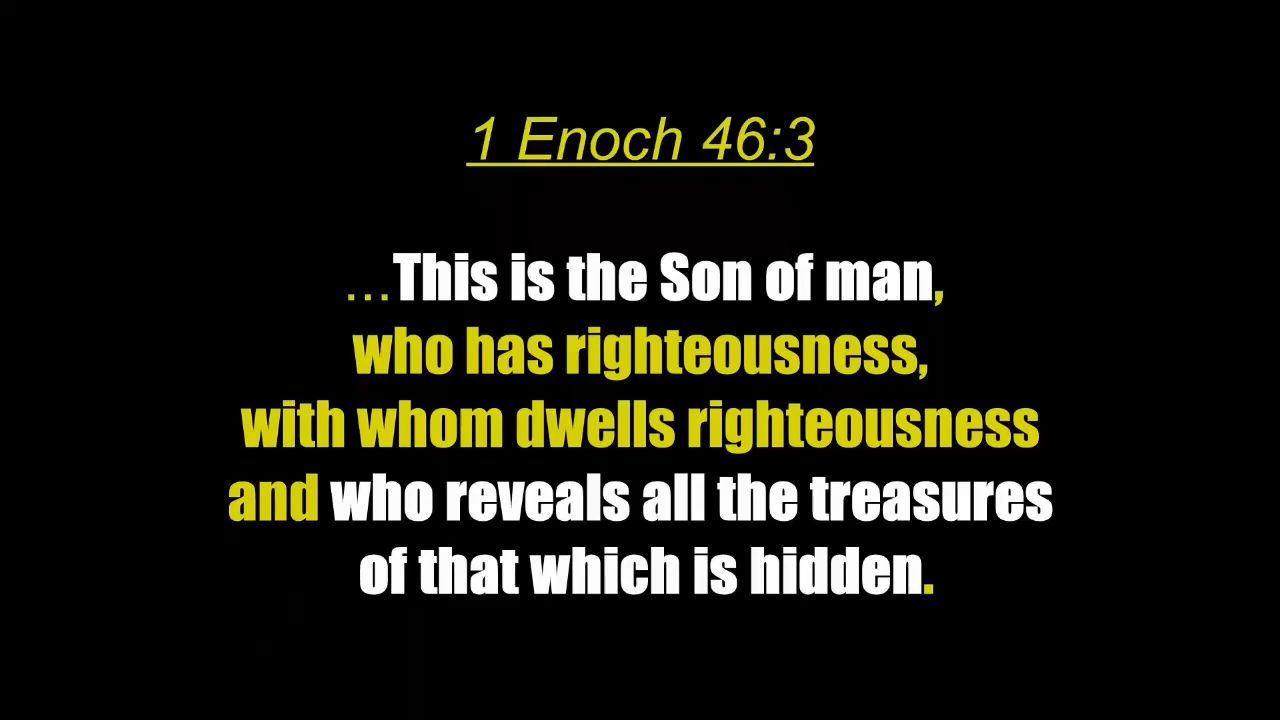 1 Enoch 46:3
…This is the Son of man,
who has righteousness,
with whom dwells righteousness
and who reveals all the treasures
of that which is hidden.